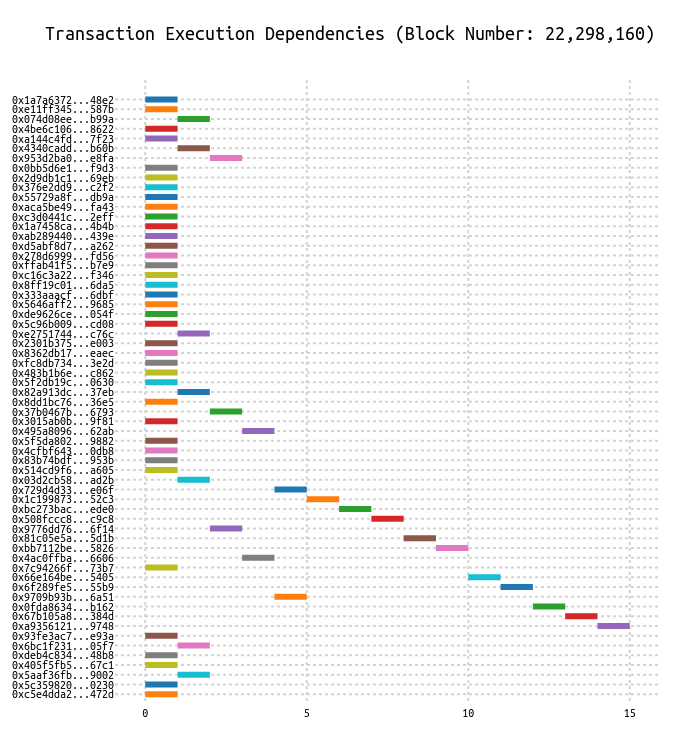 Transaction Execution Dependencies (Block Number: 22,298,160)
0x1a7a6372...48e2
0xe11ff345...587b
0x074d08ee...b99a
0x4be6c106...8622
0xa144c4fd...7f23
0x4340cadd...b60b
0x953d2ba0...e8fa
0x0bb5d6e1...f9d3
0x2d9db1c1...69eb
0x376e2dd9...c2f2
0x55729a8f...db9a
0xaca5be49...fa43
0xc3d0441c...2eff
0x1a7458ca...4b4b
0xab289440...439e
0xd5abf8d7...a262
0x278d6999...fd56
0xffab41f5...b7e9
0xc16c3a22...f346
0x8ff19c01...6da5
0x333aaacf...6dbf
0x5646aff2...9685
0xde9626ce...054f
0x5c96b009...cd08
0xe2751744...c76c
0x2301b375...e003
0x8362db17...eaec
0xfc8db734...3e2d
0x483b1b6e...c862
0x5f2db19c...0630
0x82a913dc...37eb
0x8dd1bc76...36e5
0x37b0467b...6793
0x3015ab0b...9f81
0x495a8096...62ab
0x5f5da802...9882
0x4cfbf643...0db8
0x83b74bdf...953b
0x514cd9f6...a605
0x03d2cb58...ad2b
0x729d4d33...e06f
0x1c199873...52c3
0xbc273bac...ede0
0x508fccc8...c9c8
0x9776dd76...6f14
0x81c05e5a...5d1b
0xbb7112be...5826
0x4ac0ffba...6606
0x7c94266f...73b7
0x66e164be...5405
0x6f289fe5...55b9
0x9709b93b...6a51
0x0fda8634...b162
0x67b105a8...384d
0xa9356121...9748
0x93fe3ac7...e93a
0x6bc1f231...05f7
0xdeb4c834...48b8
0x405f5fb5...67c1
0x5aaf36fb...9002
0x5c359820...0230
0xc5e4dda2...472d
0 5 10 15